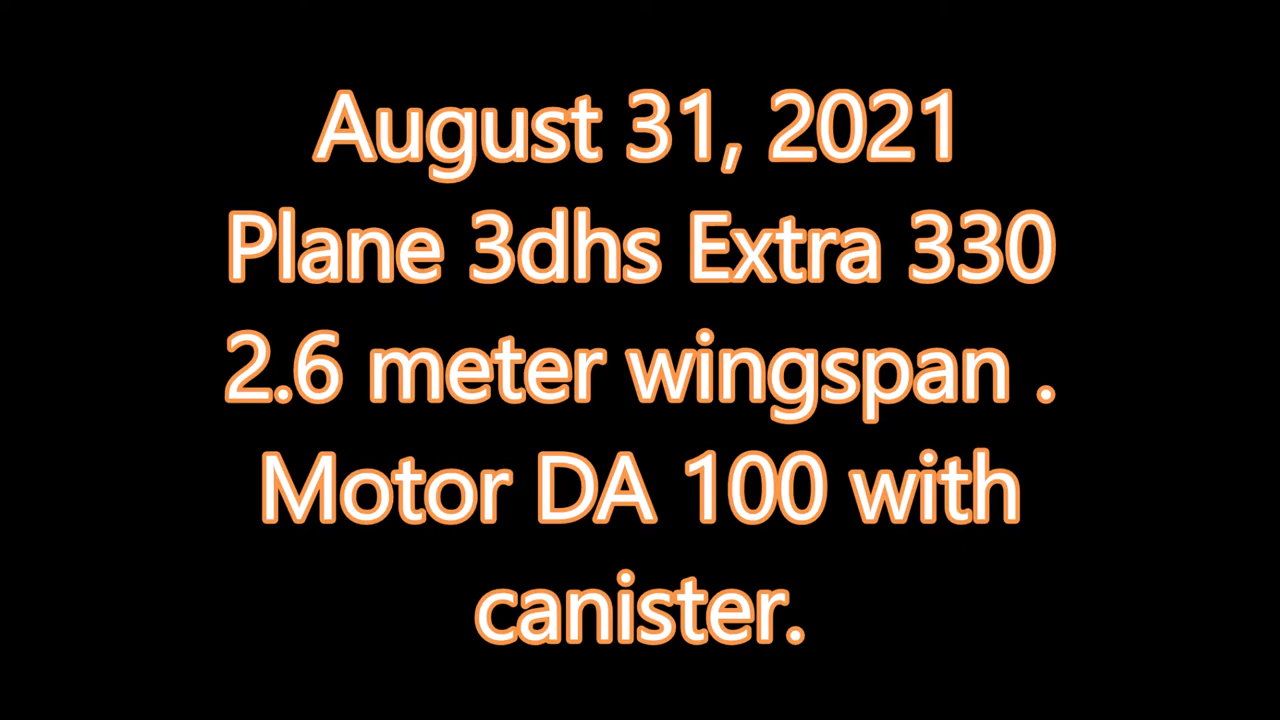 August 31, 2021
Plane 3dhs Extra 330
2.6 meter wingspan .
Motor DA 100 with
canister.